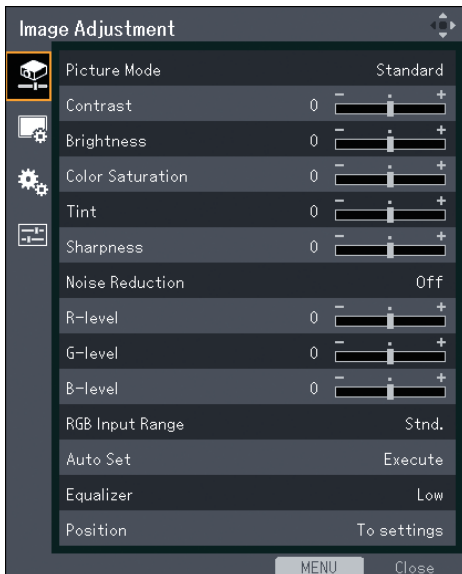 Image Adjustment
Picture Mode Standard
Contrast 0 - +
Brightness 0 - +
Color Saturation 0 - +
Tint 0 - +
Sharpness 0 - +
Noise Reduction Off
R-level 0 - +
G-level 0 - +
B-level 0 - +
RGB Input Range Stnd.
Auto Set Execute
Equalizer Low
Position To settings
MENU Close